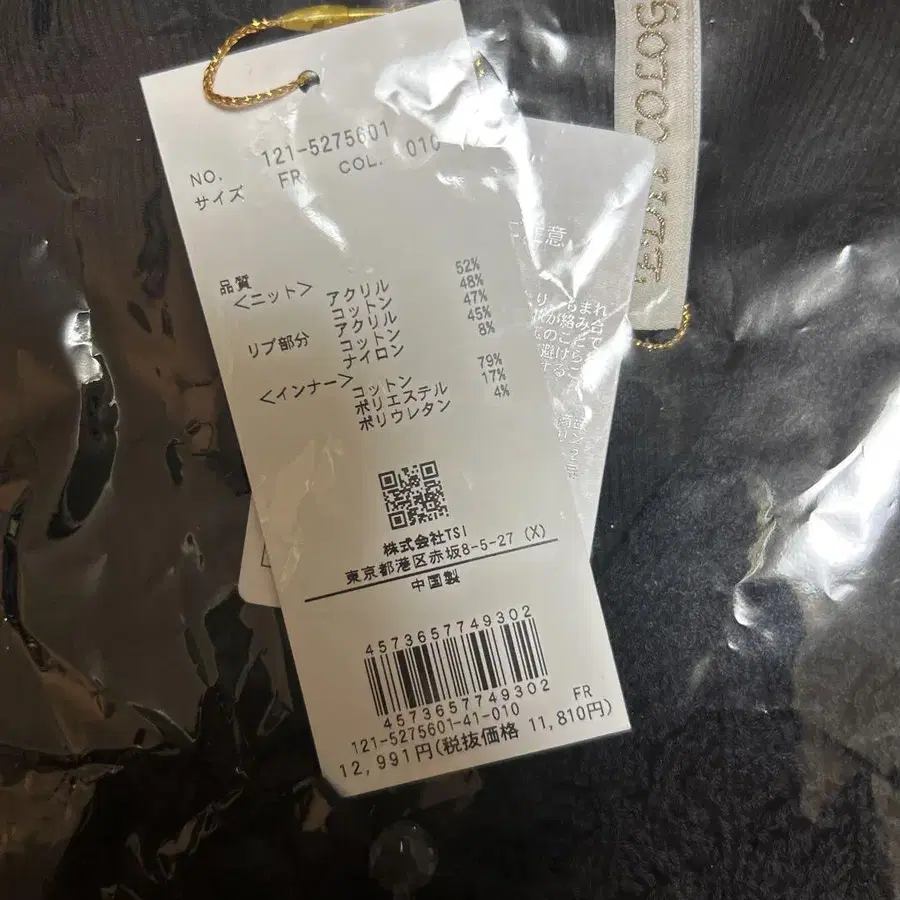 NO. 121-5275601
サイズ FR COL. 010
品質
<ニット> アクリル 52%
コットン 48%
リブ部分 アクリル 47%
コットン 45%
ナイロン 8%
<インナー> コットン 79%
ポリエステル 17%
ポリウレタン 4%
株式会社TSI
東京都港区赤坂8-5-27 (X)
中国製
4573657749302
4573657749302
121-5275601-41-010 FR
12,991円(税抜価格 11,810円)